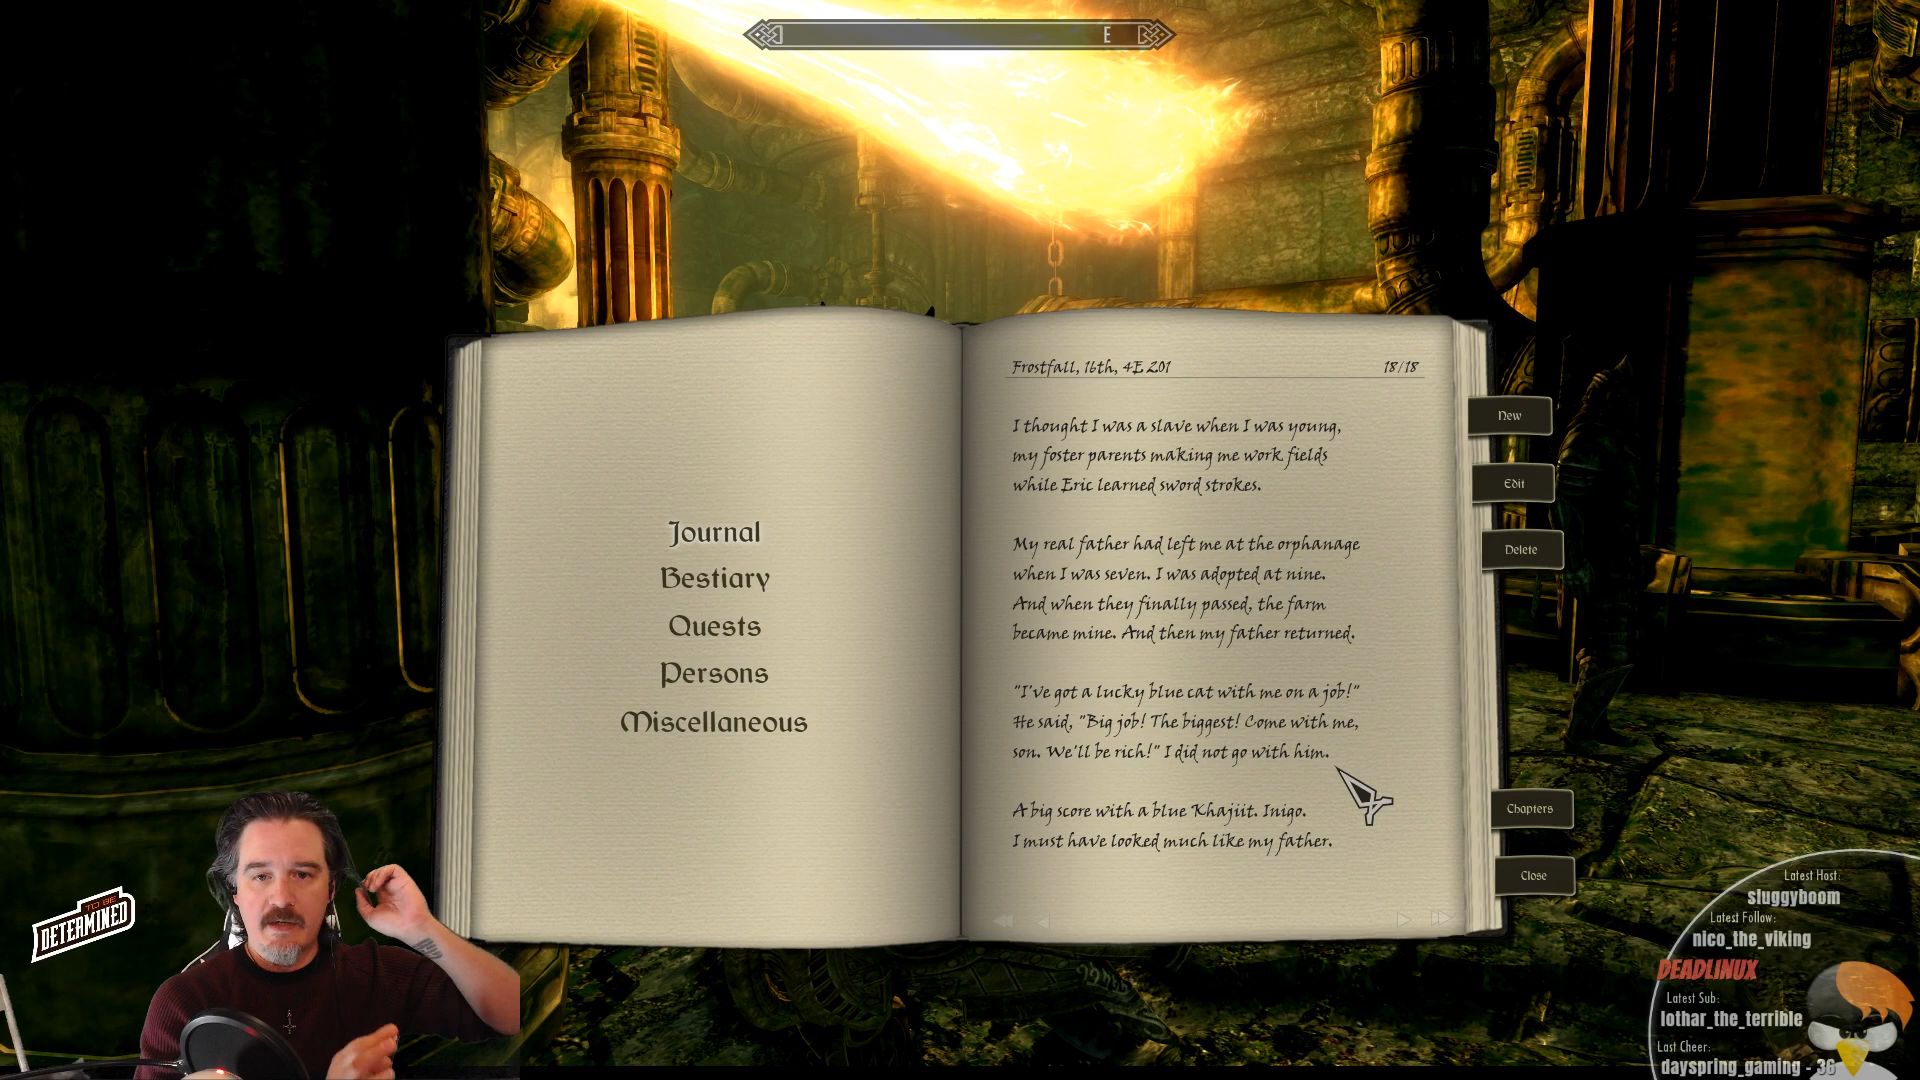 E
Frostfall, 16th, 4E 201
18/18
I thought I was a slave when I was young,
my foster parents making me work fields
while Eric learned sword strokes.
My real father had left me at the orphanage
when I was seven. I was adopted at nine.
And when they finally passed, the farm
became mine. And then my father returned.
"I've got a lucky blue cat with me on a job!"
He said, "Big job! The biggest! Come with me,
son. We'll be rich!" I did not go with him.
A big score with a blue Khajiit. Inigo.
I must have looked much like my father.
Journal
Bestiary
Quests
Persons
Miscellaneous
New
Edit
Delete
Chapters
Close
TO BE
DETERMINED
Latest Host:
sluggyboom
Latest Follow:
nico_the_viking
DEADLINUX
Latest Sub:
lothar_the_terrible
Last Cheer:
dayspring_gaming - 36